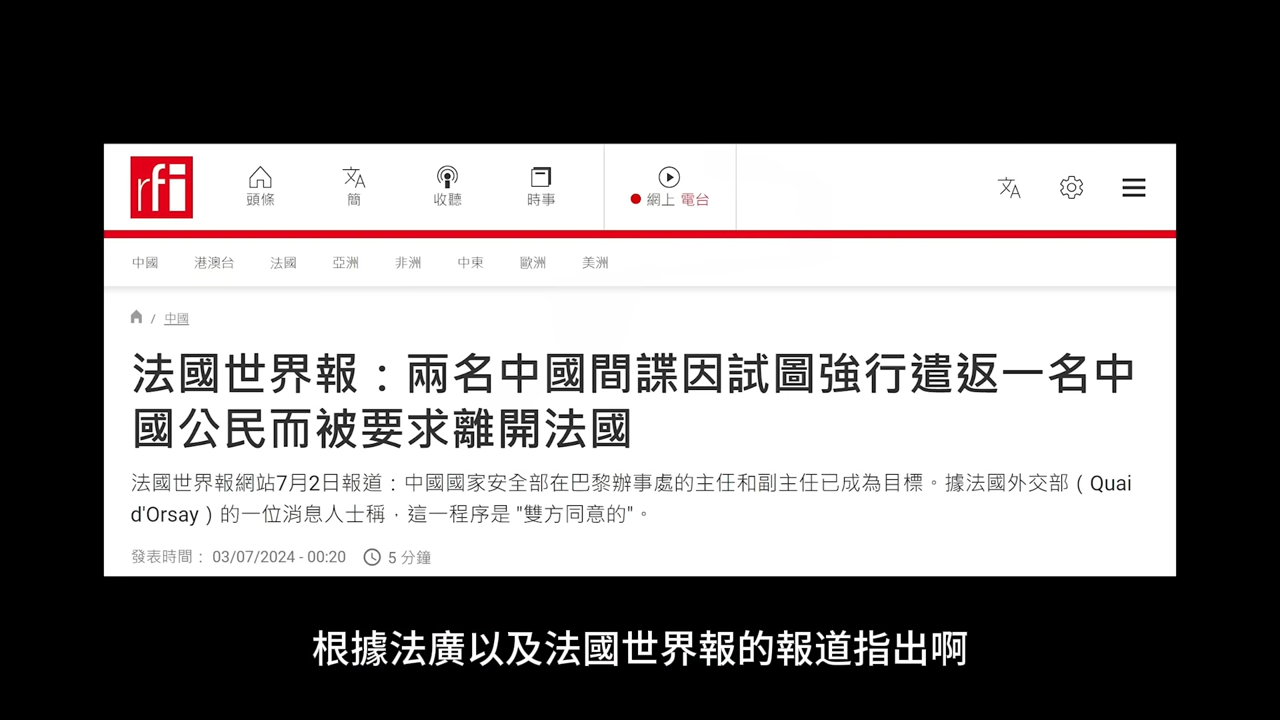 rfi
頭條
簡
收聽
時事
網上 電台
中國 港澳台 法國 亞洲 非洲 中東 歐洲 美洲
/ 中國
法國世界報：兩名中國間諜因試圖強行遣返一名中
國公民而被要求離開法國
法國世界報網站7月2日報道：中國國家安全部在巴黎辦事處的主任和副主任已成為目標。據法國外交部（Quai
d'Orsay）的一位消息人士稱，這一程序是 "雙方同意的"。
發表時間： 03/07/2024 - 00:20 5 分鐘
根據法廣以及法國世界報的報道指出啊